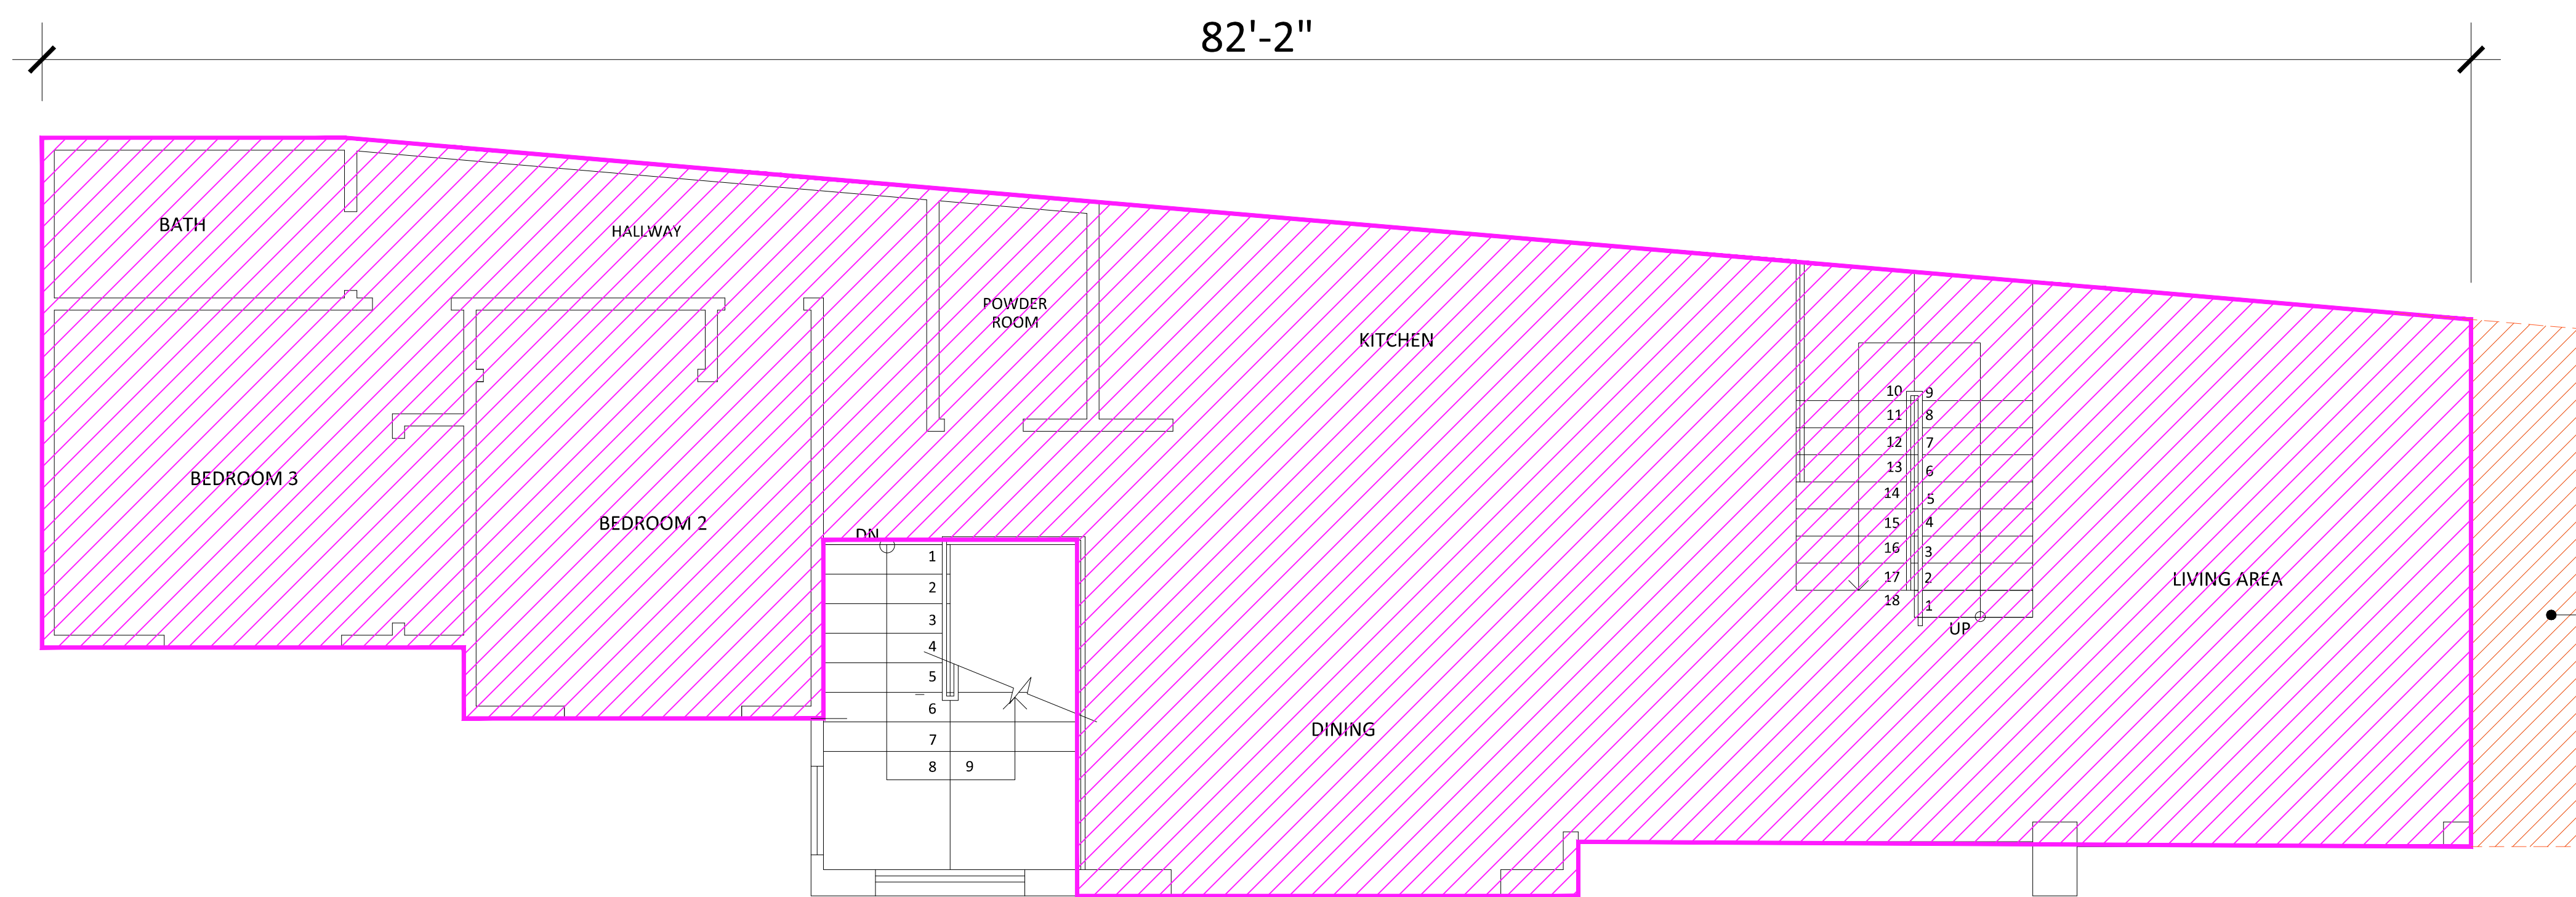 82'-2"
BATH
HALLWAY
POWDER
ROOM
KITCHEN
BEDROOM 3
BEDROOM 2
DN
1
2
3
4
5
6
7
8 9
10 9
11 8
12 7
13 6
14 5
15 4
16 3
17 2
18 1
UP
LIVING AREA
DINING